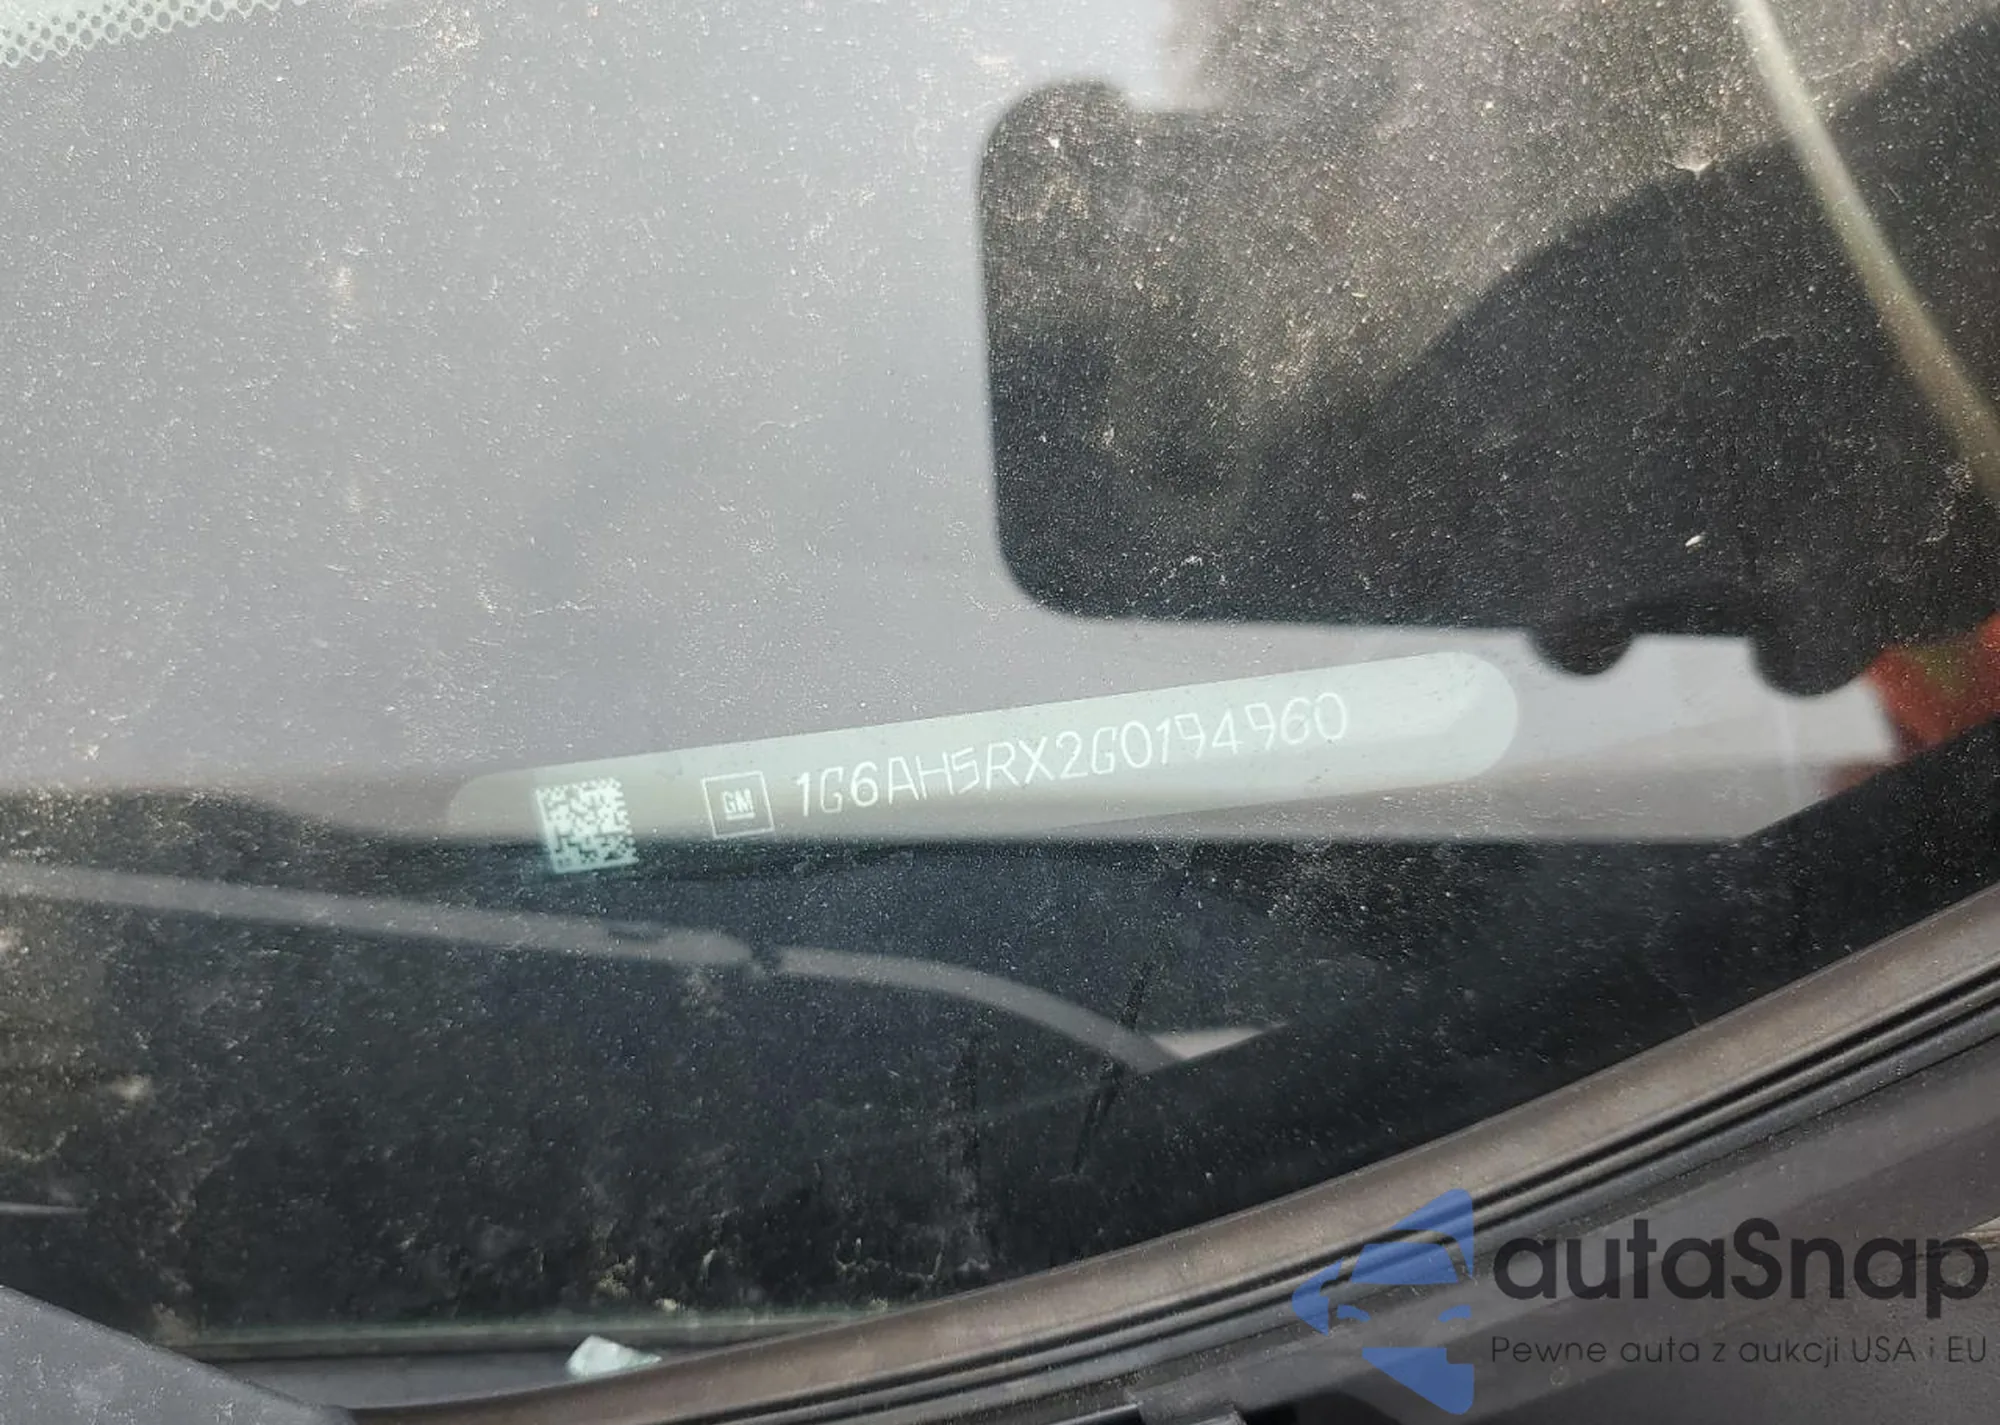 GM 1G6AH5RX2G0194960
autaSnap
Pewne auta z aukcji USA i EU